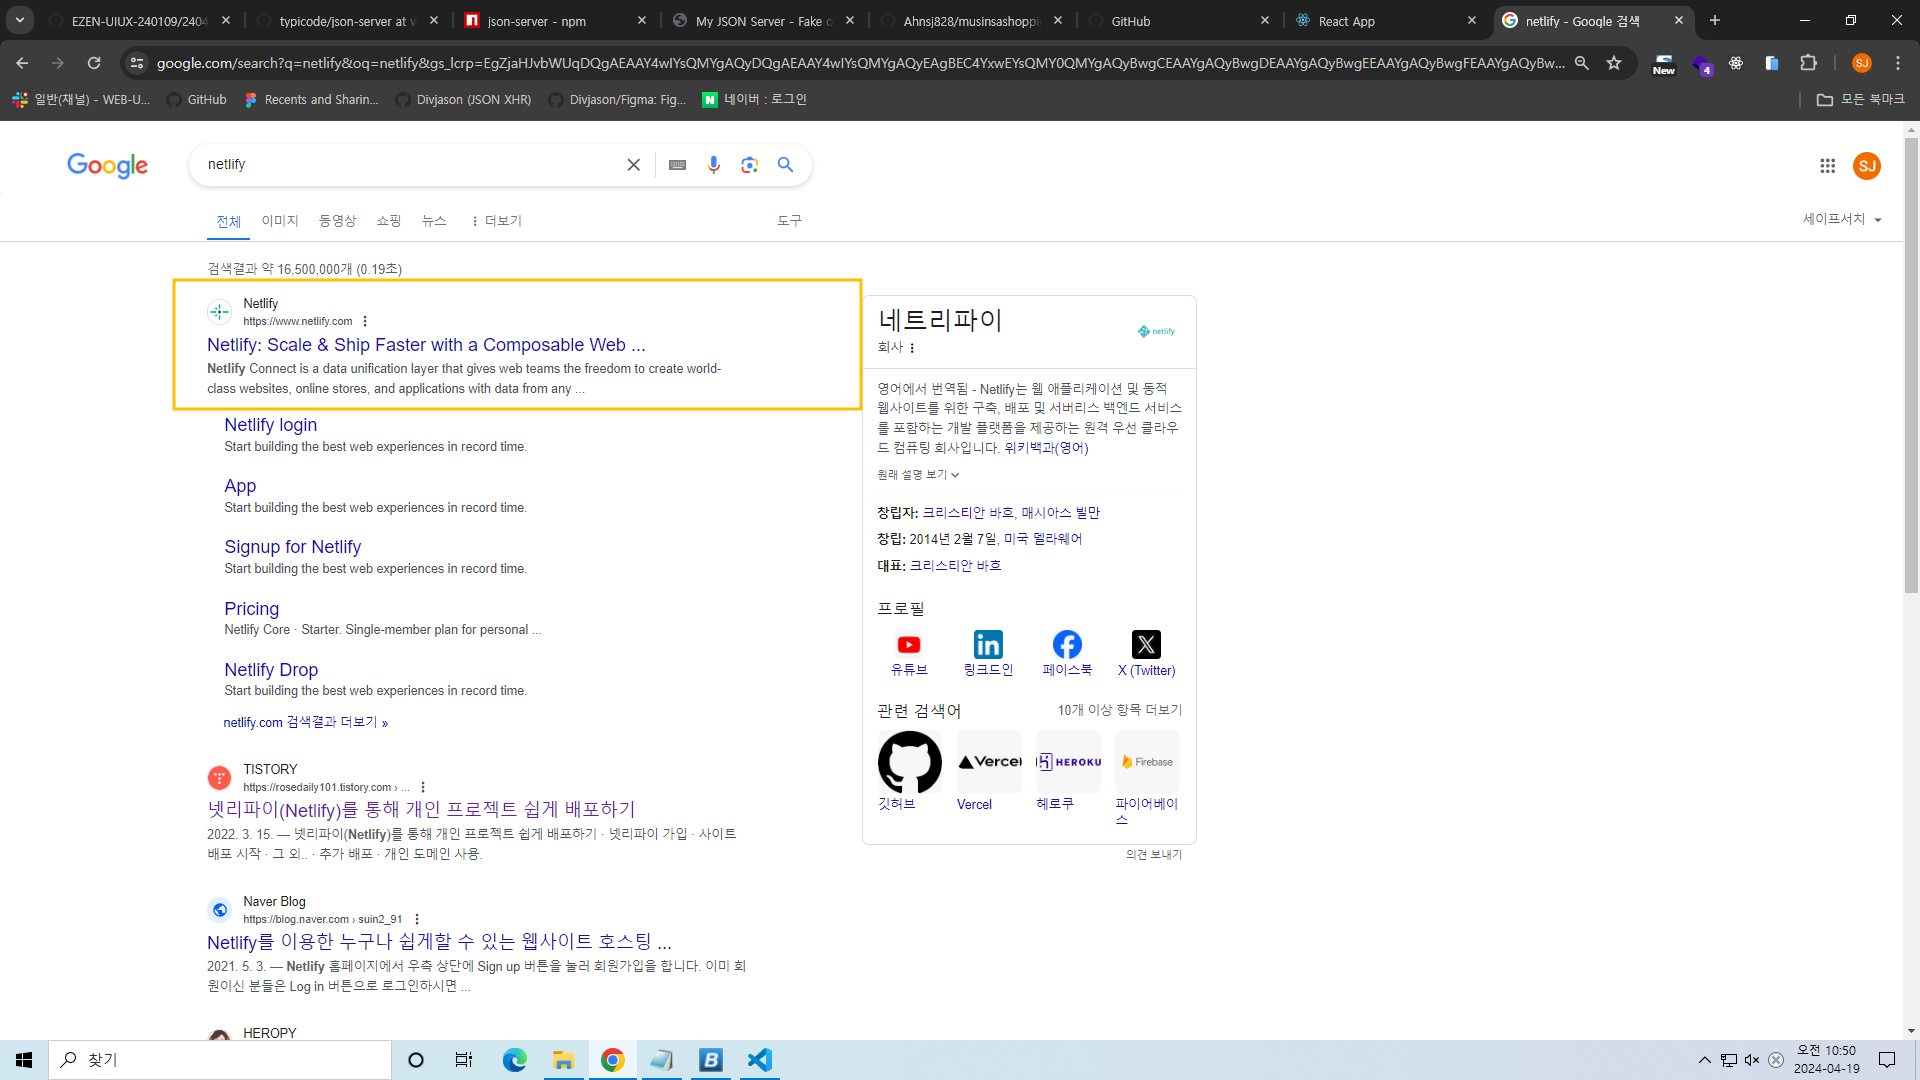 EZEN-UIUX-240109/2404
typicode/json-server at v
json-server - npm
My JSON Server - Fake o
Ahnsj828/musinsashoppi
GitHub
React App
netlify - Google 검색
google.com/search?q=netlify&oq=netlify&gs_lcrp=EgZjaHJvbWUqDQgAEAAY4wIYsQMYgAQyDQgAEAAY4wIYsQMYgAQyEAgBEC4YxwEYsQMY0QMYgAQyBwgCEAAYgAQyBwgDEAAYgAQyBwgEEAAYgAQyBwgFEAAYgAQyBw...
New
4
SJ
일반(채널) - WEB-U...
GitHub
Recents and Sharin...
Divjason (JSON XHR)
Divjason/Figma: Fig...
네이버 : 로그인
모든 북마크
Google
netlify
SJ
전체
이미지
동영상
쇼핑
뉴스
더보기
도구
세이프서치
검색결과 약 16,500,000개 (0.19초)
Netlify
https://www.netlify.com
Netlify: Scale & Ship Faster with a Composable Web ...
Netlify Connect is a data unification layer that gives web teams the freedom to create world-
class websites, online stores, and applications with data from any ...
Netlify login
Start building the best web experiences in record time.
App
Start building the best web experiences in record time.
Signup for Netlify
Start building the best web experiences in record time.
Pricing
Netlify Core · Starter. Single-member plan for personal ...
Netlify Drop
Start building the best web experiences in record time.
netlify.com 검색결과 더보기 »
TISTORY
https://rosedaily101.tistory.com › ...
넷리파이(Netlify)를 통해 개인 프로젝트 쉽게 배포하기
2022. 3. 15. — 넷리파이(Netlify)를 통해 개인 프로젝트 쉽게 배포하기 · 넷리파이 가입 · 사이트
배포 시작 · 그 외.. · 추가 배포 · 개인 도메인 사용.
Naver Blog
https://blog.naver.com › suin2_91
Netlify를 이용한 누구나 쉽게할 수 있는 웹사이트 호스팅 ...
2021. 5. 3. — Netlify 홈페이지에서 우측 상단에 Sign up 버튼을 눌러 회원가입을 합니다. 이미 회
원이신 분들은 Log in 버튼으로 로그인하시면 ...
HEROPY
네트리파이
netlify
회사
영어에서 번역됨 - Netlify는 웹 애플리케이션 및 동적
웹사이트를 위한 구축, 배포 및 서버리스 백엔드 서비스
를 포함하는 개발 플랫폼을 제공하는 원격 우선 클라우
드 컴퓨팅 회사입니다. 위키백과(영어)
원래 설명 보기
창립자: 크리스티안 바흐, 매시아스 빌만
창립: 2014년 2월 7일, 미국 델라웨어
대표: 크리스티안 바흐
프로필
유튜브
링크드인
페이스북
X (Twitter)
관련 검색어
10개 이상 항목 더보기
Vercel
HEROKU
Firebase
깃허브
Vercel
헤로쿠
파이어베이
스
의견 보내기
찾기
오전 10:50
2024-04-19